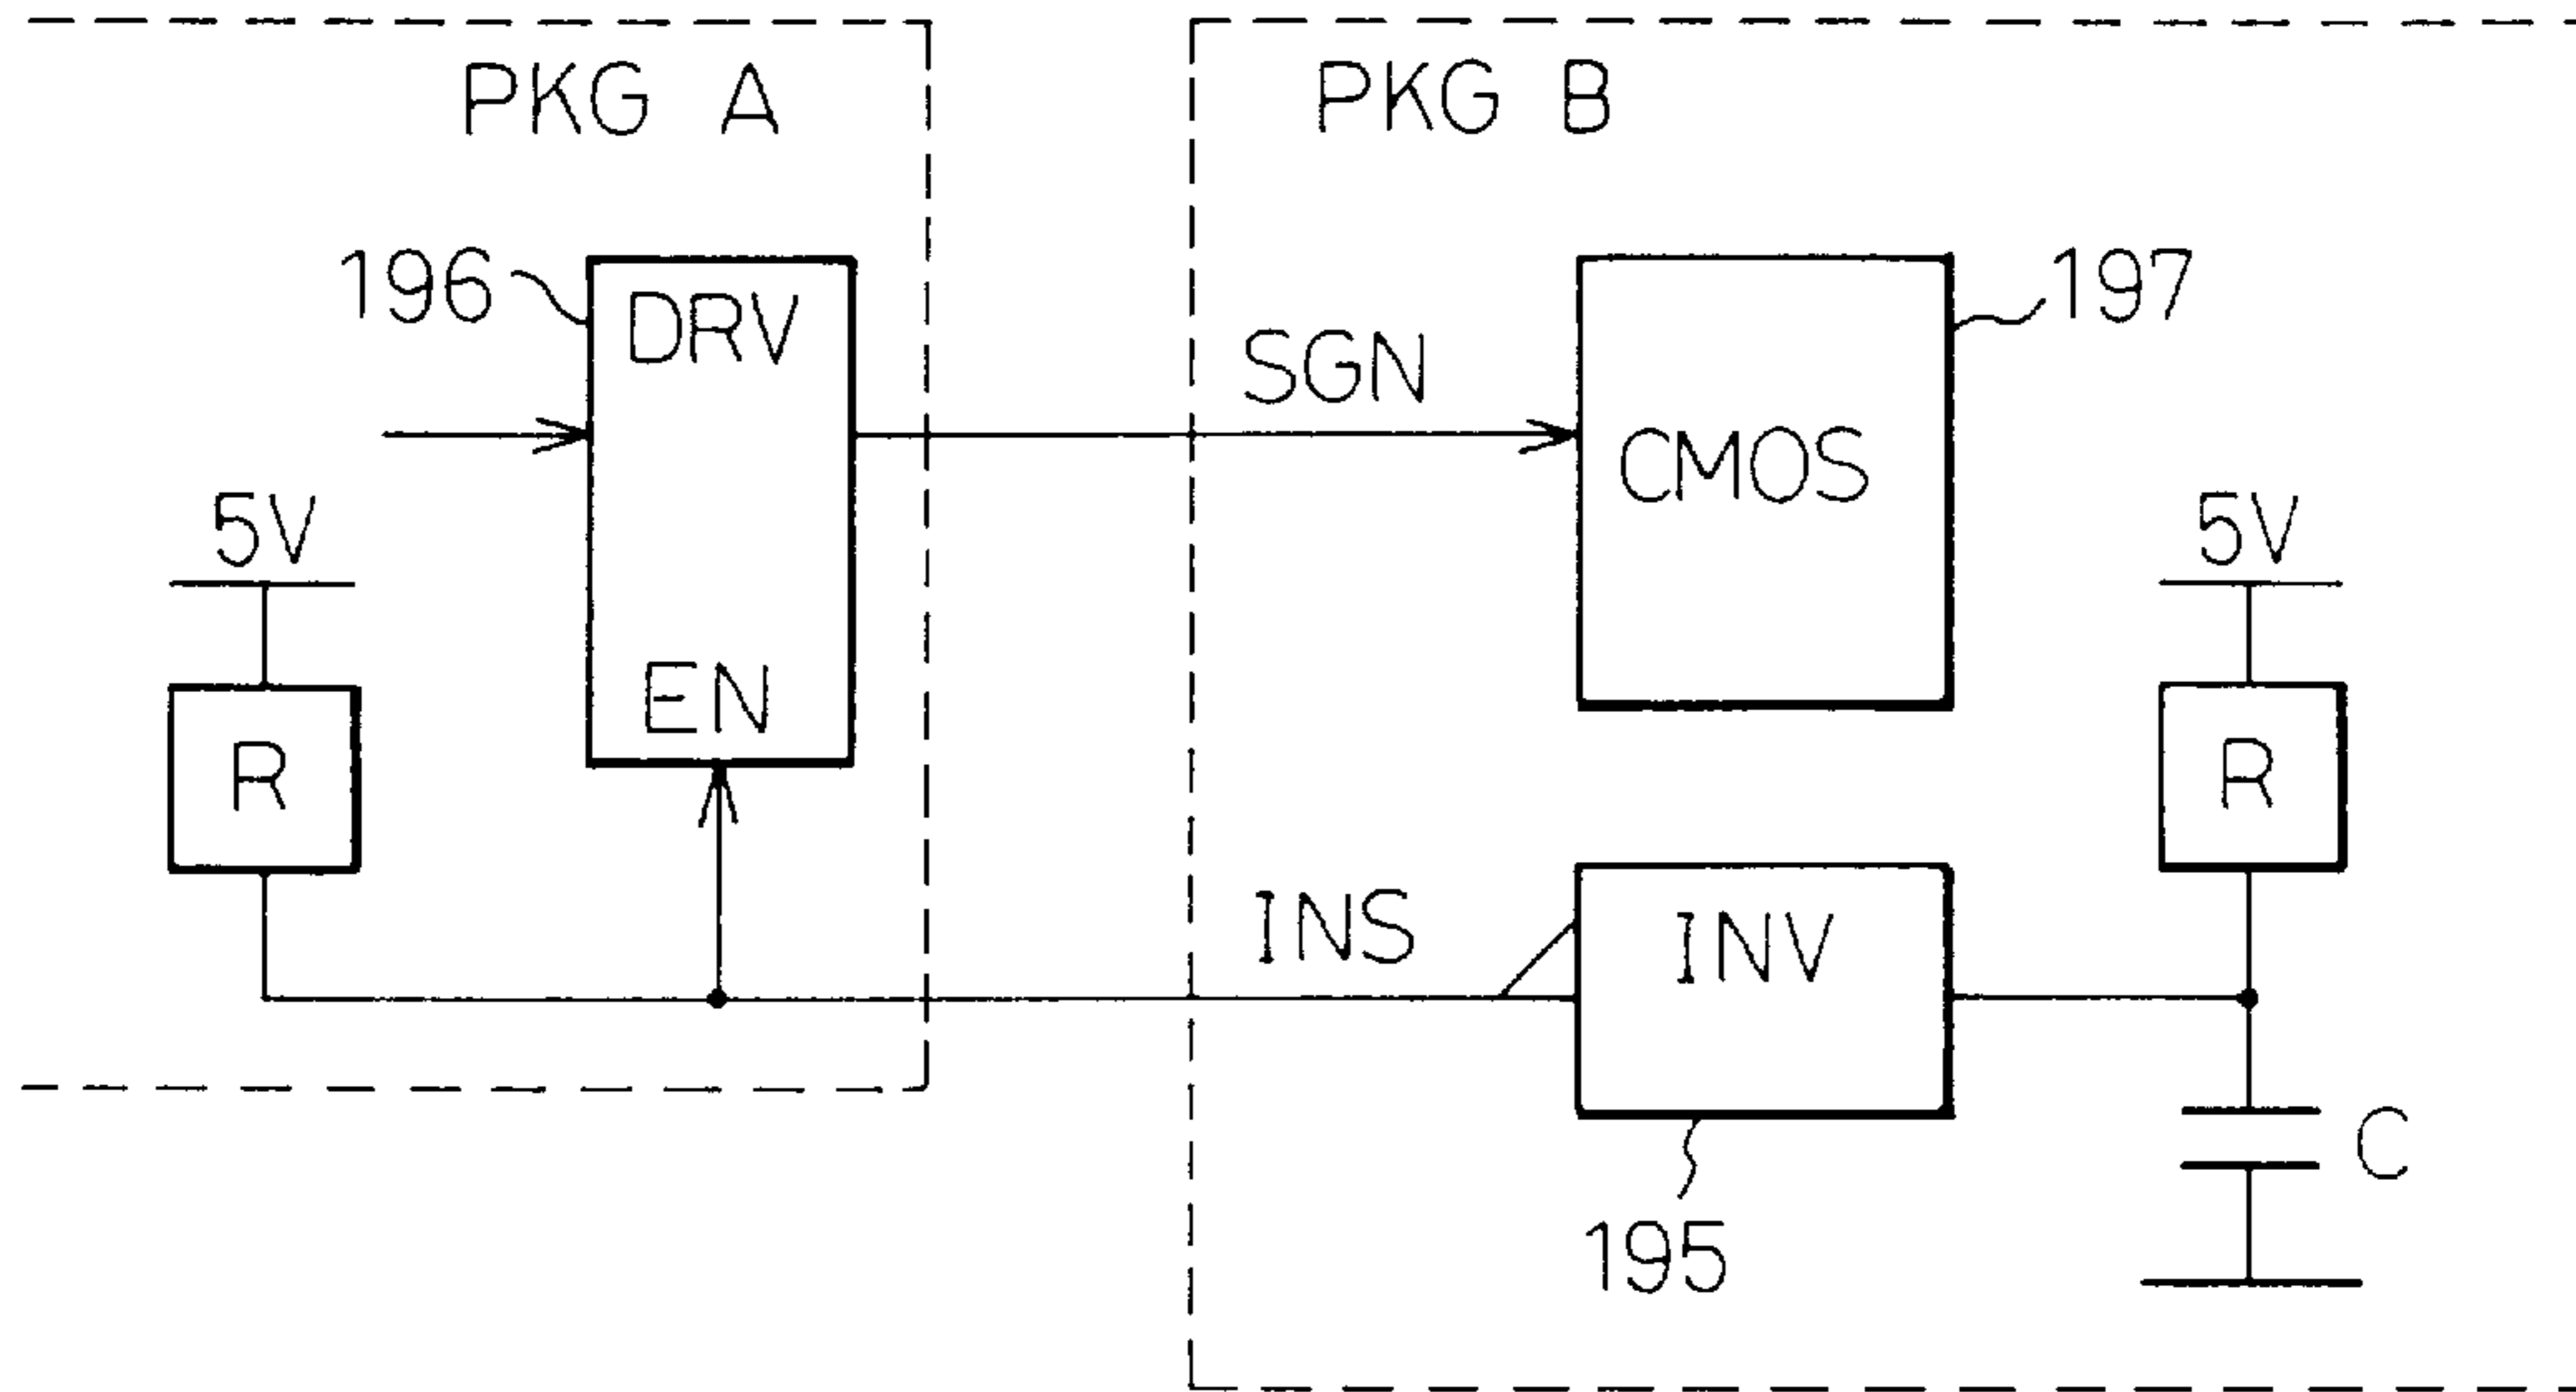 PKG A
PKG B
196
DRV
197
SGN
CMOS
5V
5V
EN
R
R
INS
INV
C
195